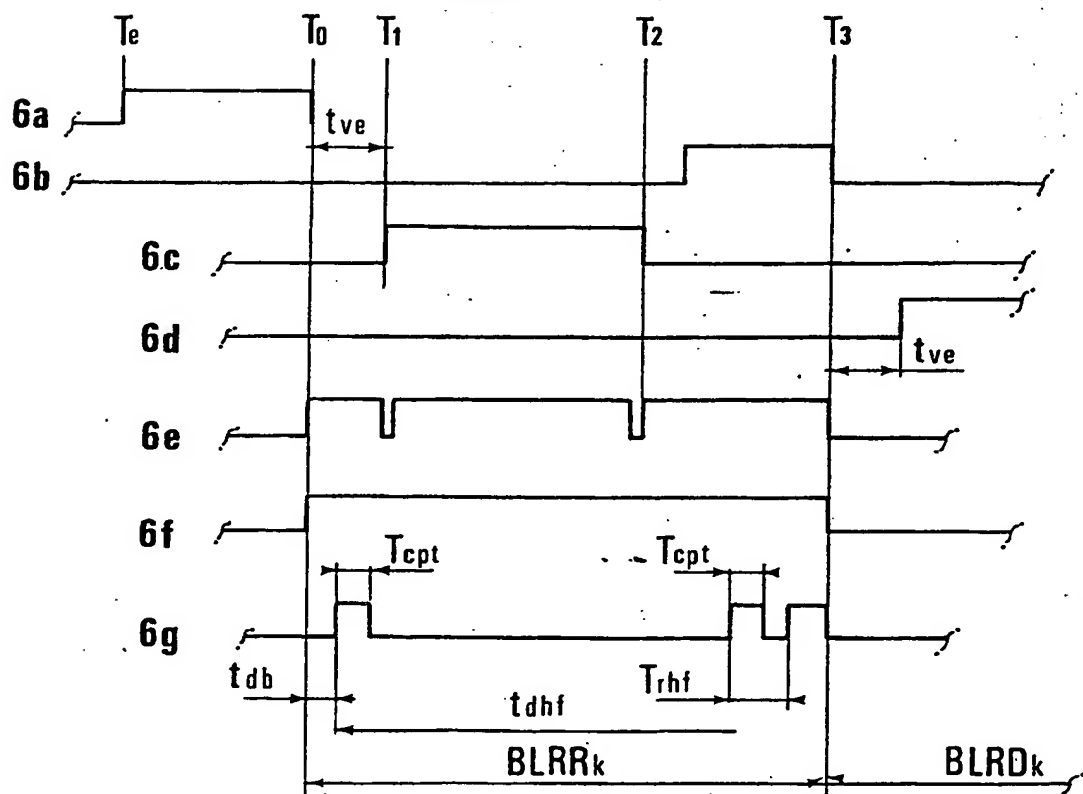 Te T0 T1 T2 T3
6a
tve
6b
6c
6d
tve
6e
6f
Tcpt Tcpt
6g
tdb
Trhf
tdhf
BLRRk BLRDk